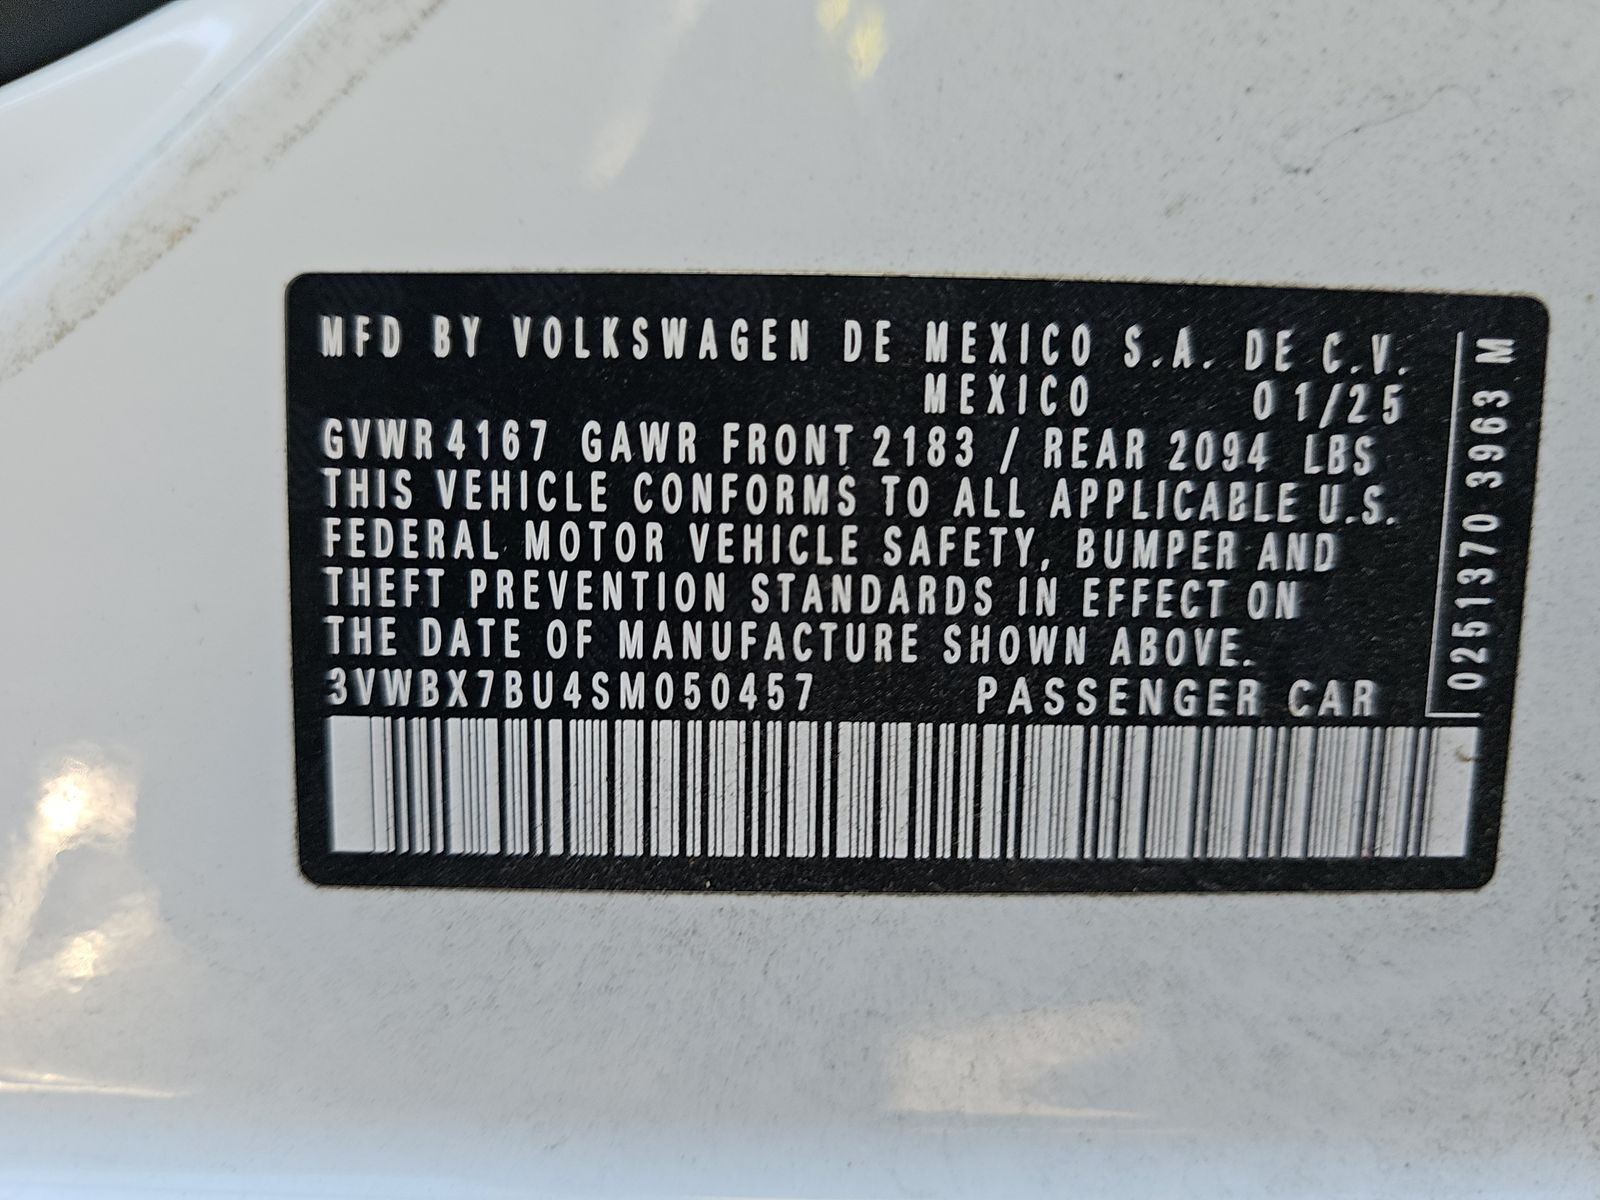 MFD BY VOLKSWAGEN DE MEXICO S.A. DE C.V.
MEXICO 01/25
GVWR 4167 GAWR FRONT 2183 / REAR 2094 LBS
THIS VEHICLE CONFORMS TO ALL APPLICABLE U.S.
FEDERAL MOTOR VEHICLE SAFETY, BUMPER AND
THEFT PREVENTION STANDARDS IN EFFECT ON
THE DATE OF MANUFACTURE SHOWN ABOVE.
3VWBX7BU4SM050457 PASSENGER CAR
0251370 3963 M